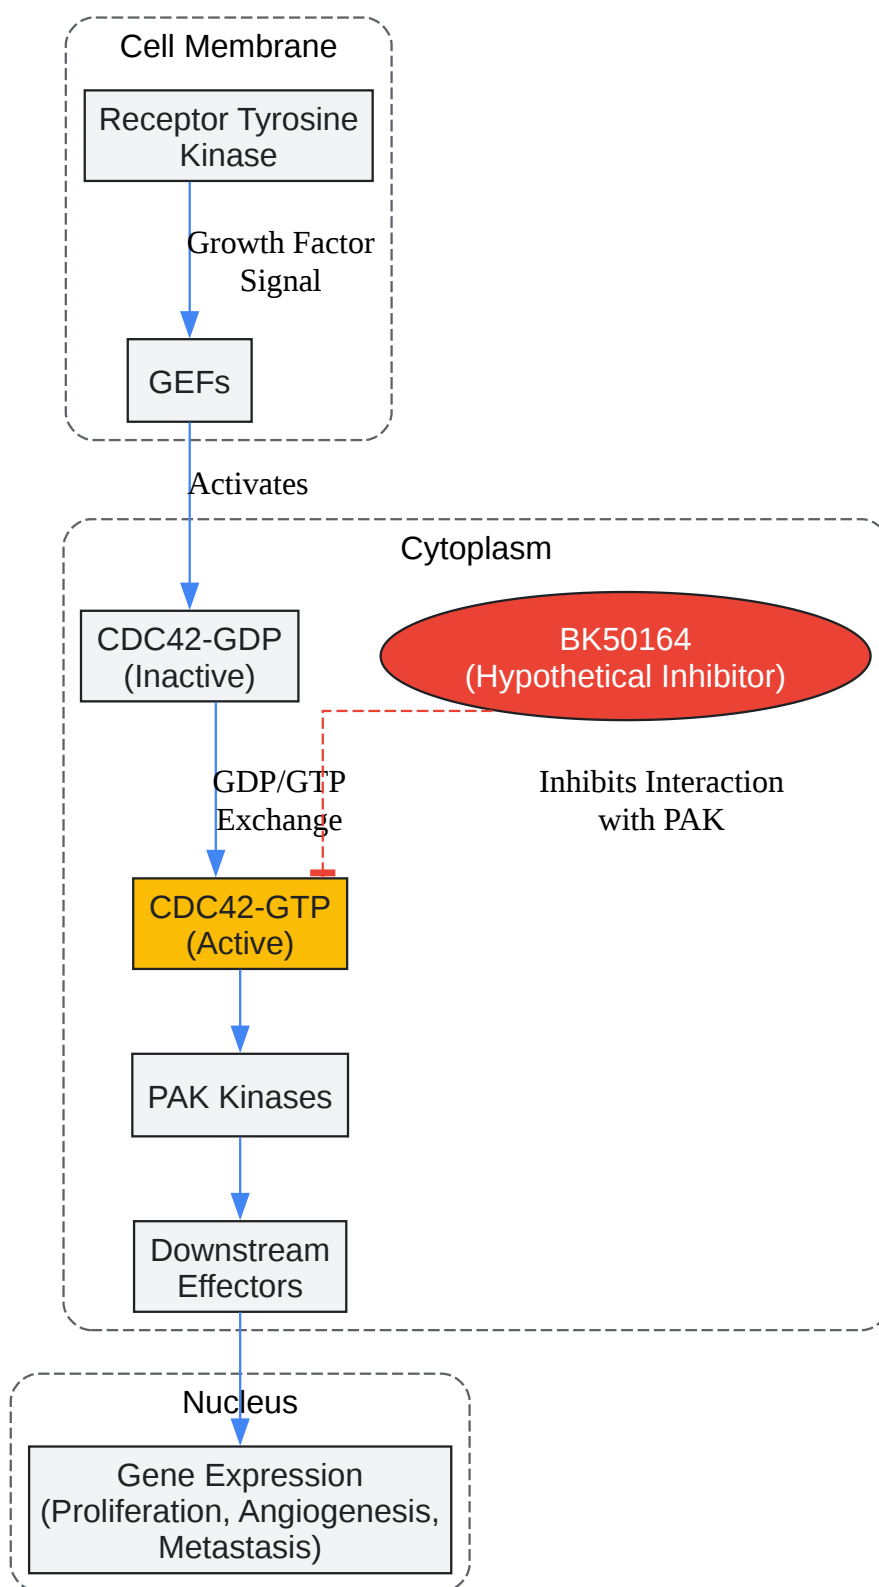 Cell Membrane
Receptor Tyrosine
Kinase
Growth Factor
Signal
GEFs
Activates
Cytoplasm
CDC42-GDP
(Inactive)
BK50164
(Hypothetical Inhibitor)
GDP/GTP
Exchange
Inhibits Interaction
with PAK
CDC42-GTP
(Active)
PAK Kinases
Downstream
Effectors
Nucleus
Gene Expression
(Proliferation, Angiogenesis,
Metastasis)